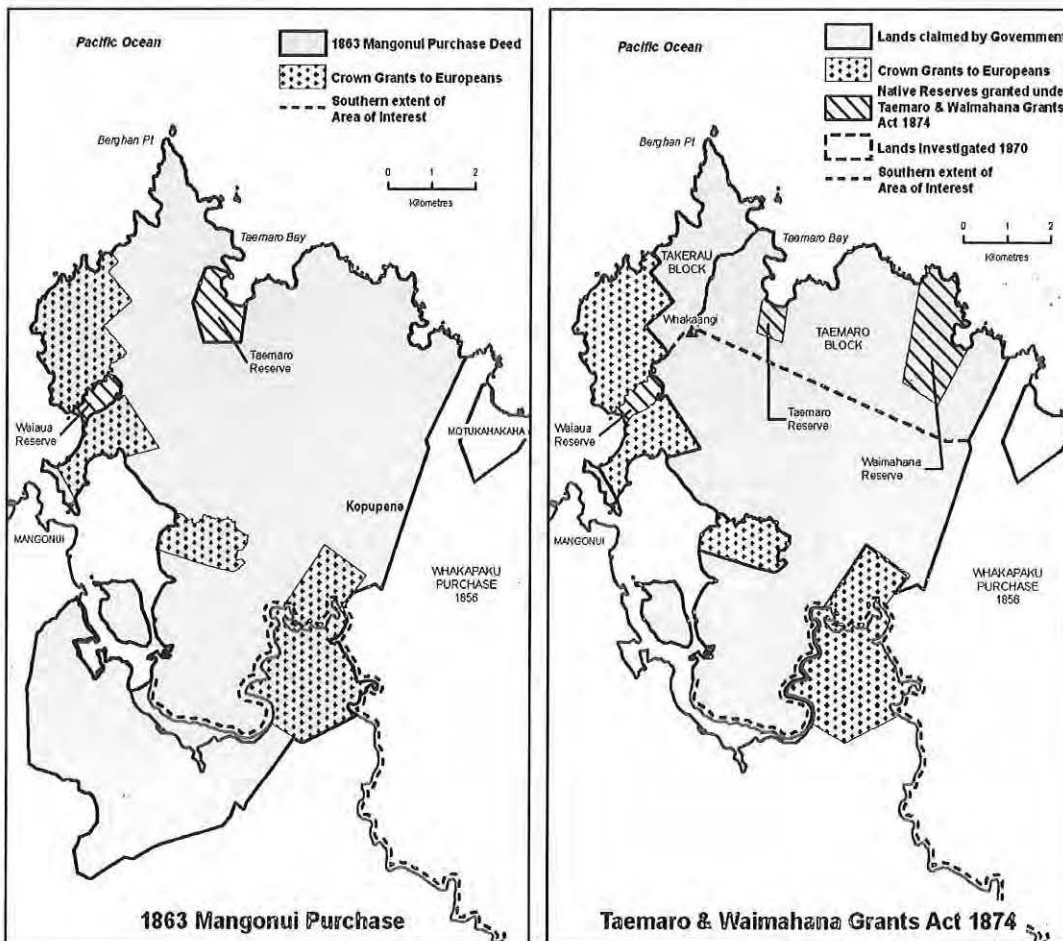 Pacific Ocean
1863 Mangonui Purchase Deed
Crown Grants to Europeans
Southern extent of
Area of Interest
Berghan Pt
0 1 2
Kilometres
Taemaro Bay
Taemaro
Reserve
Waiaua
Reserve
MOTUKAHAKAHA
Kopupene
MANGONUI
WHAKAPAKU
PURCHASE
1856
1863 Mangonui Purchase
Pacific Ocean
Lands claimed by Government
Crown Grants to Europeans
Native Reserves granted under
Taemaro & Waimahana Grants
Act 1874
Lands Investigated 1870
Southern extent of
Area of Interest
Berghan Pt
0 1 2
Kilometres
Taemaro Bay
TAKERAU
BLOCK
Whakaangi
TAEMARO
BLOCK
Taemaro
Reserve
Waiaua
Reserve
Waimahana
Reserve
MANGONUI
WHAKAPAKU
PURCHASE
1856
Taemaro & Waimahana Grants Act 1874